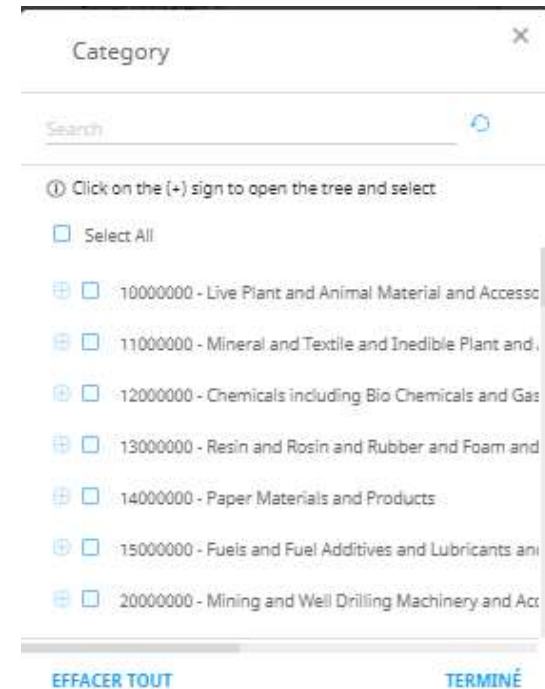 Category
Search
Click on the (+) sign to open the tree and select
Select All
10000000 - Live Plant and Animal Material and Accesso
11000000 - Mineral and Textile and Inedible Plant and
12000000 - Chemicals including Bio Chemicals and Gas
13000000 - Resin and Rosin and Rubber and Foam and
14000000 - Paper Materials and Products
15000000 - Fuels and Fuel Additives and Lubricants an
20000000 - Mining and Well Drilling Machinery and Acc
EFFACER TOUT TERMINÉ